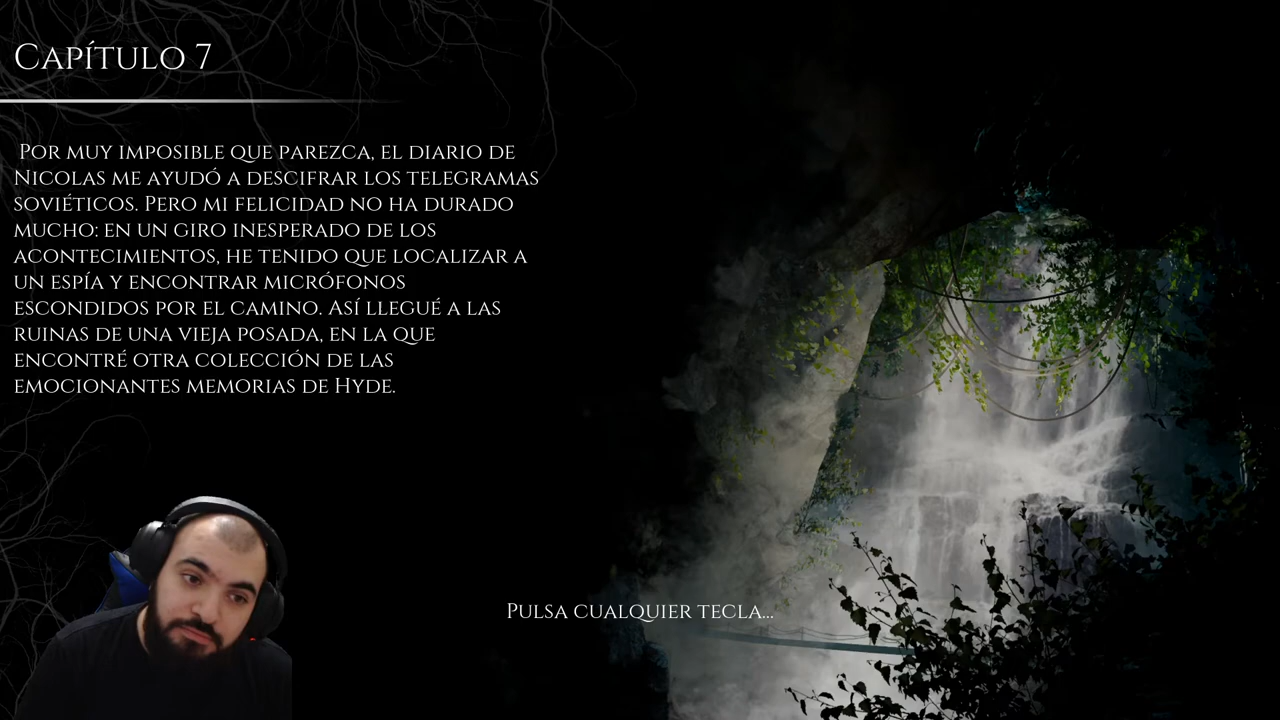 Capítulo 7
Por muy imposible que parezca, el diario de
Nicolas me ayudó a descifrar los telegramas
soviéticos. Pero mi felicidad no ha durado
mucho: en un giro inesperado de los
acontecimientos, he tenido que localizar a
un espía y encontrar micrófonos
escondidos por el camino. Así llegué a las
ruinas de una vieja posada, en la que
encontré otra colección de las
emocionantes memorias de Hyde.
Pulsa cualquier tecla...